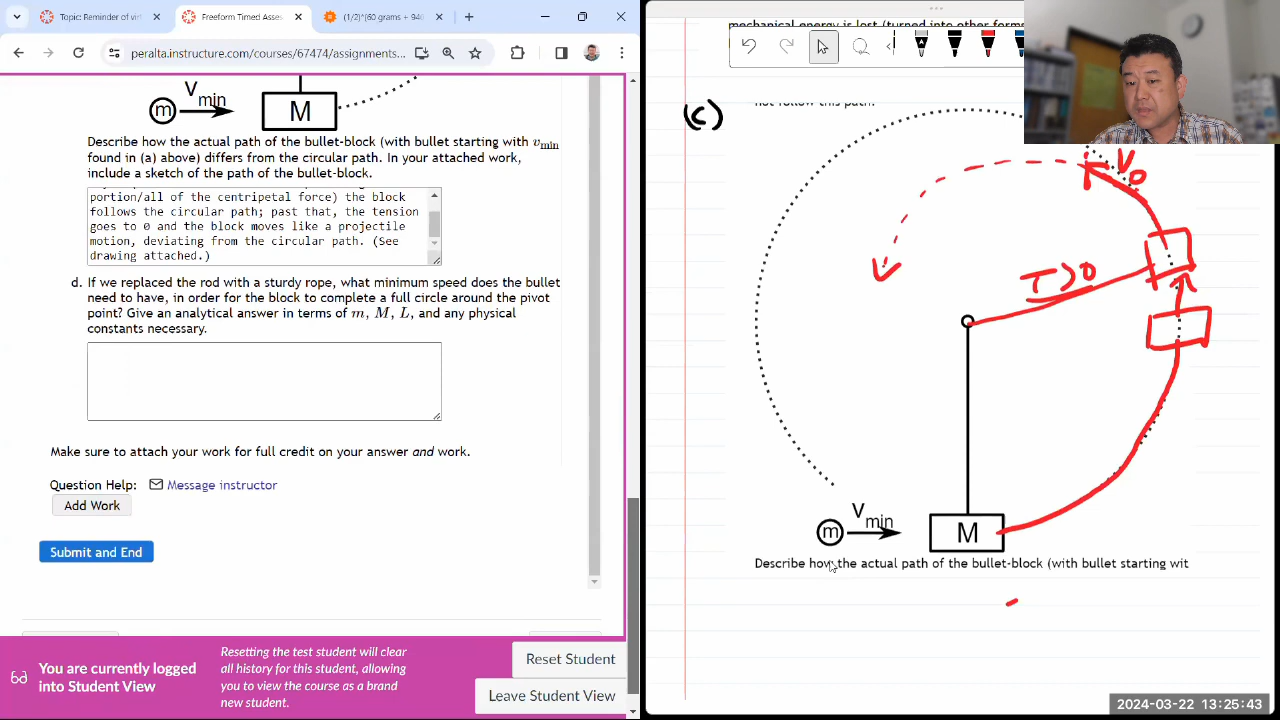 Topic: Reminder of vir
Freeform Timed Asses
(1/2)*(60 grams + 940
peralta.instructure.com/courses/67471/assignments...
V
min
m
M
Describe how the actual path of the bullet-block (with bullet starting with vmin
found in (a) above) differs from the circular path. In your attached work,
include a sketch of the path of the bullet-block.
portion/all of the centripetal force) the block
follows the circular path; past that, the tension
goes to 0 and the block moves like a projectile
motion, deviating from the circular path. (See
drawing attached.)
d. If we replaced the rod with a sturdy rope, what minimum speed does the bullet
need to have, in order for the block to complete a full circle around the pivot
point? Give an analytical answer in terms of m, M, L, and any physical
constants necessary.
Make sure to attach your work for full credit on your answer and work.
Question Help: Message instructor
Add Work
Submit and End
You are currently logged
into Student View
Resetting the test student will clear
all history for this student, allowing
you to view the course as a brand
new student.
Reset Student
Leave Student View
mechanical energy is lost (turned into other forms
not follow this path.
(c)
V0
T>0
V
min
m
M
Describe how the actual path of the bullet-block (with bullet starting wit
2024-03-22 13:25:43